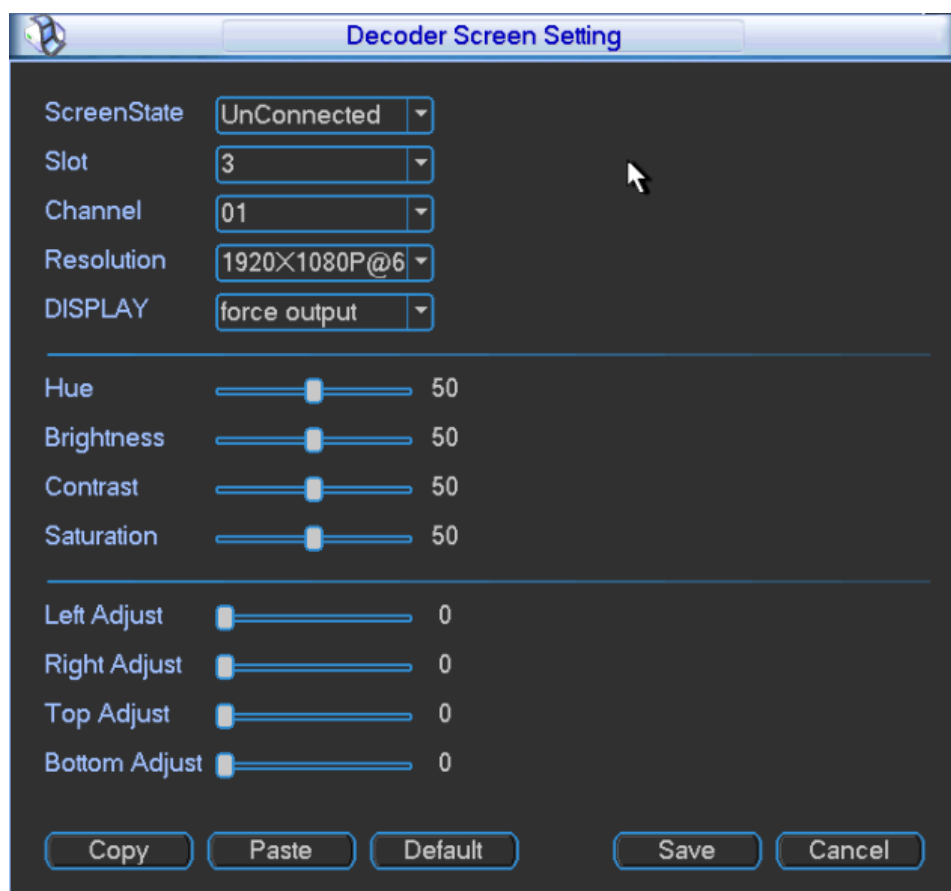 Decoder Screen Setting
ScreenState UnConnected
Slot 3
Channel 01
Resolution 1920X1080P@6
DISPLAY force output
Hue 50
Brightness 50
Contrast 50
Saturation 50
Left Adjust 0
Right Adjust 0
Top Adjust 0
Bottom Adjust 0
Copy Paste Default Save Cancel